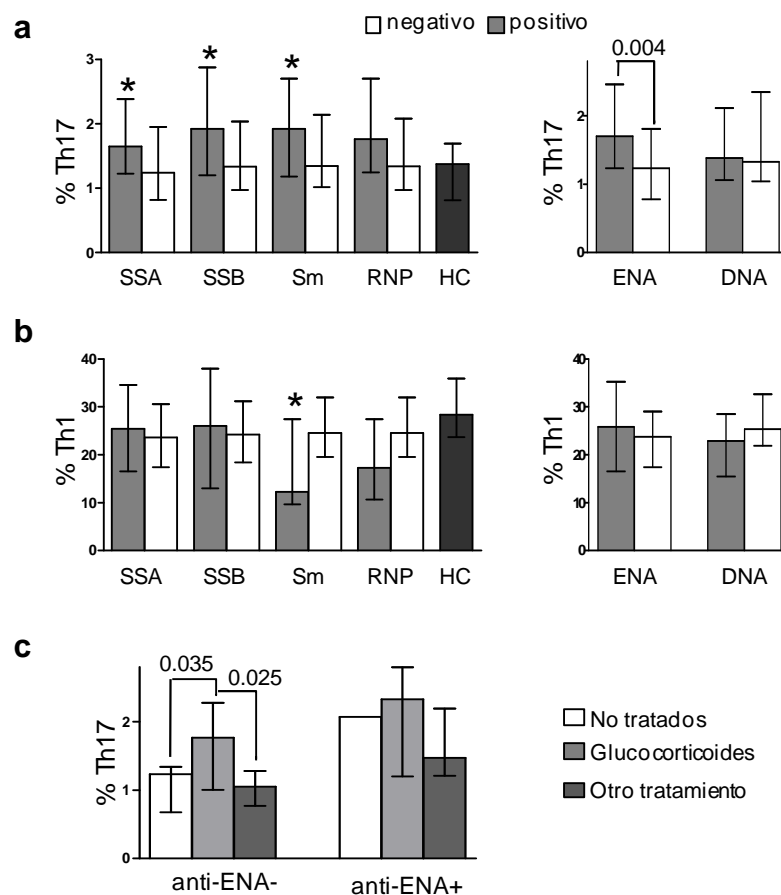 a
negativo positivo
% Th17
3
2
1
0
*
*
*
SSA SSB Sm RNP HC
% Th17
2
1
0
0.004
ENA DNA
b
% Th1
40
30
20
10
0
*
SSA SSB Sm RNP HC
% Th1
40
30
20
10
0
ENA DNA
c
% Th17
2
1
0
0.035
0.025
anti-ENA- anti-ENA+
No tratados
Glucocorticoides
Otro tratamiento